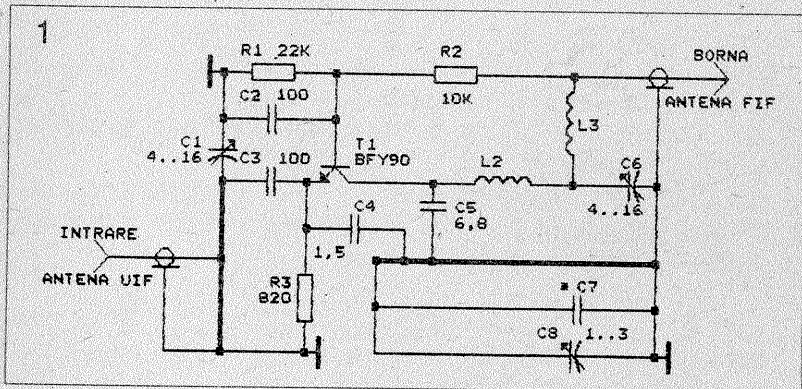 1
R1 22K
R2
BORNA
C2 100
10K
ANTENA FIF
L3
C1
4..16
C3 100
T1
BFY90
L2
C6
4..16
C4
1,5
C5
6,8
INTRARE
ANTENA UIF
R3
820
* C7
C8 1..3